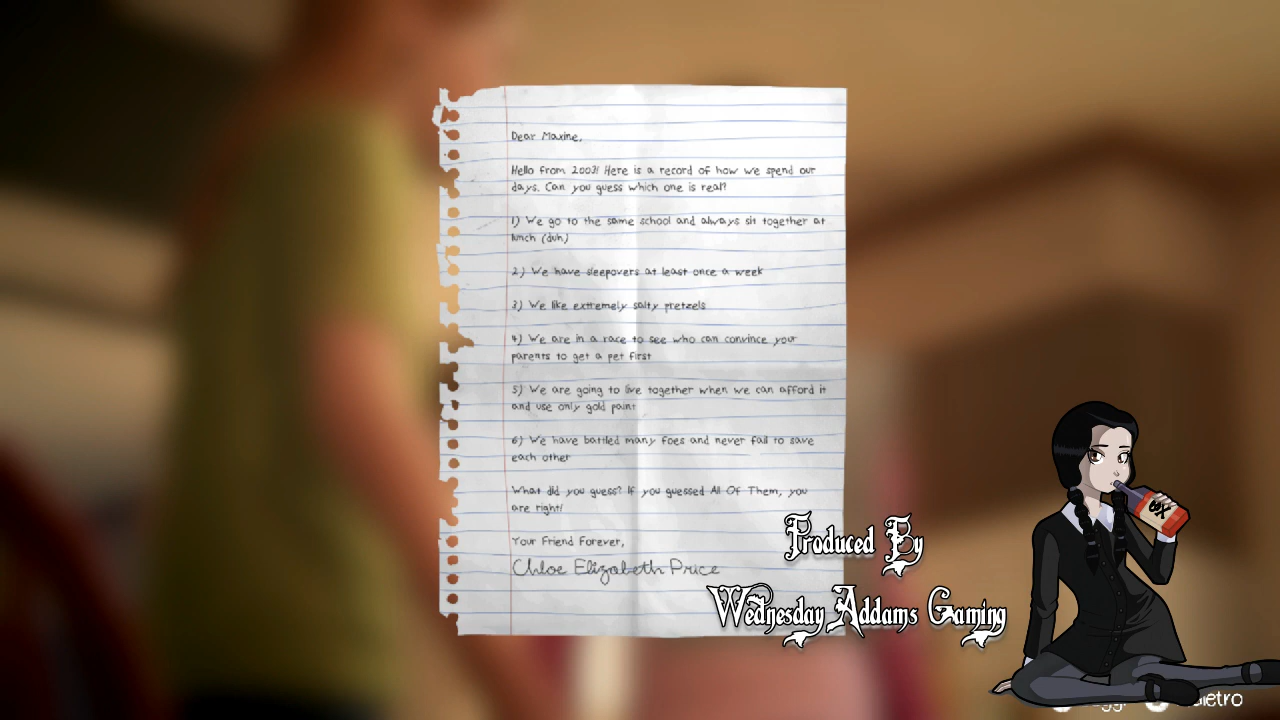 Dear Maxine,
Hello from 2003! Here is a record of how we spend our
days. Can you guess which one is real?
1) We go to the same school and always sit together at
lunch (duh)
2) We have sleepovers at least once a week
3) We like extremely salty pretzels
4) We are in a race to see who can convince your
parents to get a pet first
5) We are going to live together when we can afford it
and use only gold paint
6) We have battled many foes and never fail to save
each other
What did you guess? If you guessed All Of Them, you
are right!
Your Friend Forever,
Chloe Elizabeth Price
Produced By
Wednesday Addams Gaming